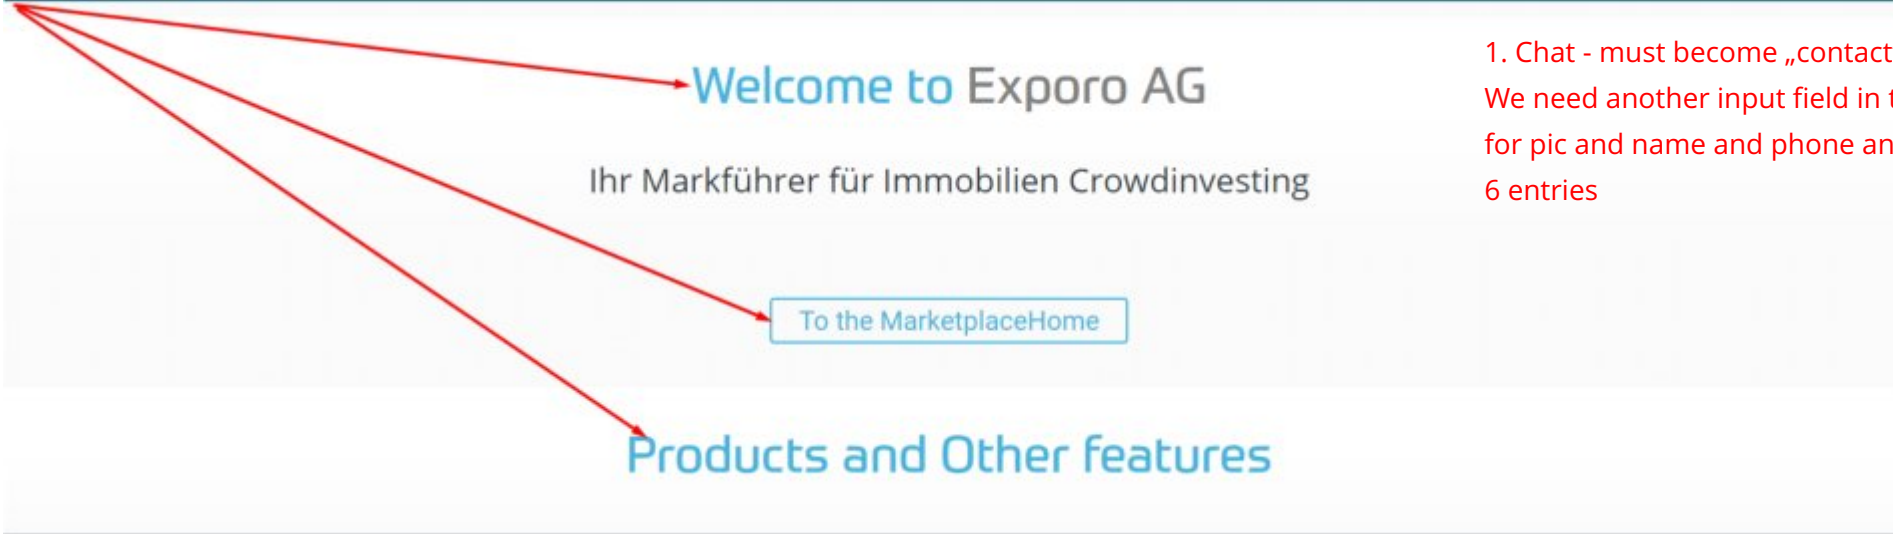 Welcome to Exporo AG
Ihr Markführer für Immobilien Crowdinvesting
To the MarketplaceHome
Products and Other features
1. Chat - must become „contact
We need another input field in
for pic and name and phone an
6 entries